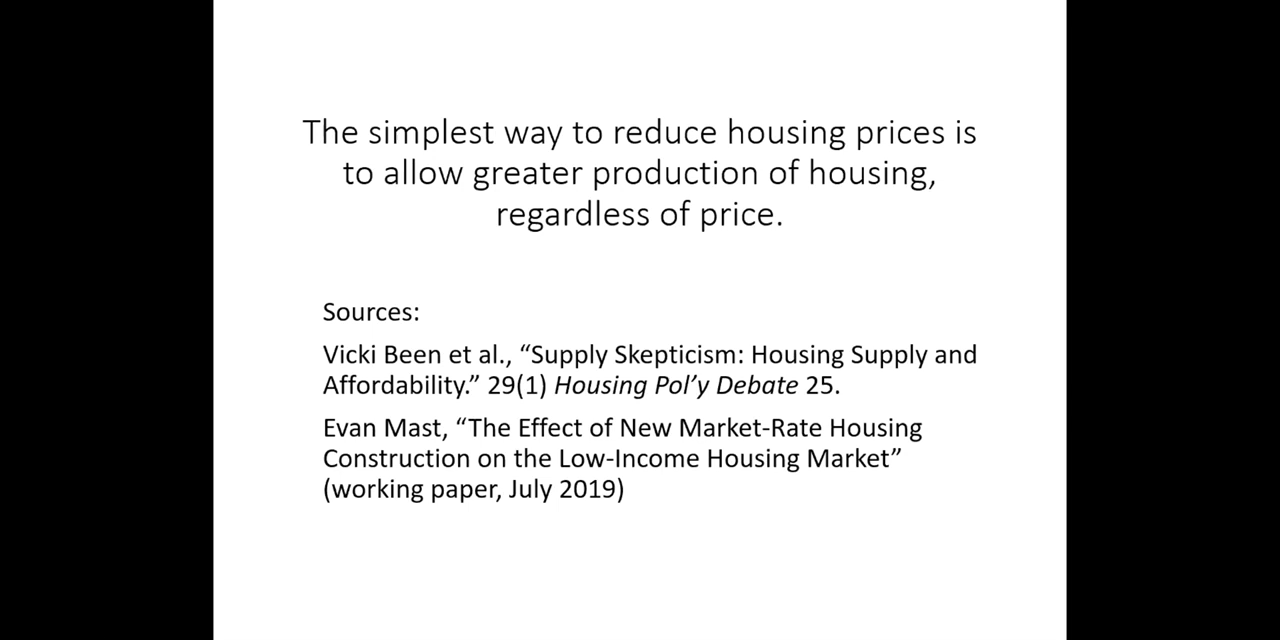 The simplest way to reduce housing prices is
to allow greater production of housing,
regardless of price.
Sources:
Vicki Been et al., “Supply Skepticism: Housing Supply and
Affordability.” 29(1) Housing Pol’y Debate 25.
Evan Mast, “The Effect of New Market-Rate Housing
Construction on the Low-Income Housing Market”
(working paper, July 2019)